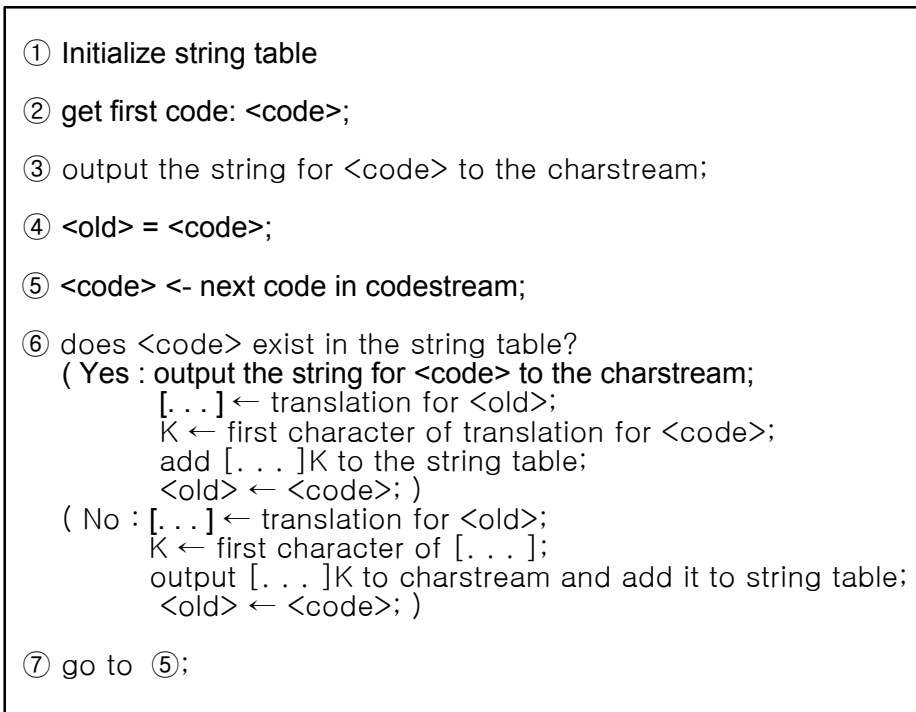 ① Initialize string table
② get first code: <code>;
③ output the string for <code> to the charstream;
④ <old> = <code>;
⑤ <code> <- next code in codestream;
⑥ does <code> exist in the string table?
( Yes : output the string for <code> to the charstream;
[. . . ] ← translation for <old>;
K ← first character of translation for <code>;
add [. . . ]K to the string table;
<old> ← <code>; )
( No : [. . . ] ← translation for <old>;
K ← first character of [. . . ];
output [. . . ]K to charstream and add it to string table;
<old> ← <code>; )
⑦ go to ⑤;